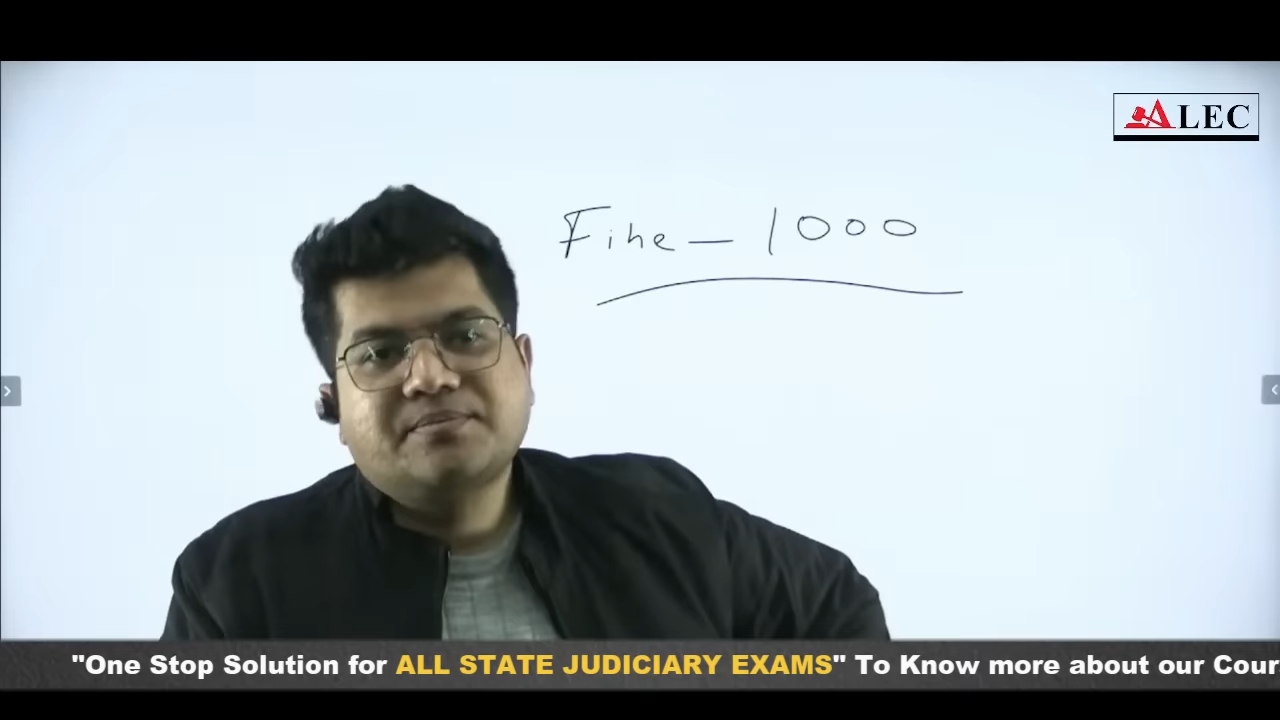 ALEC
Fine - 1000
"One Stop Solution for ALL STATE JUDICIARY EXAMS" To Know more about our Cour